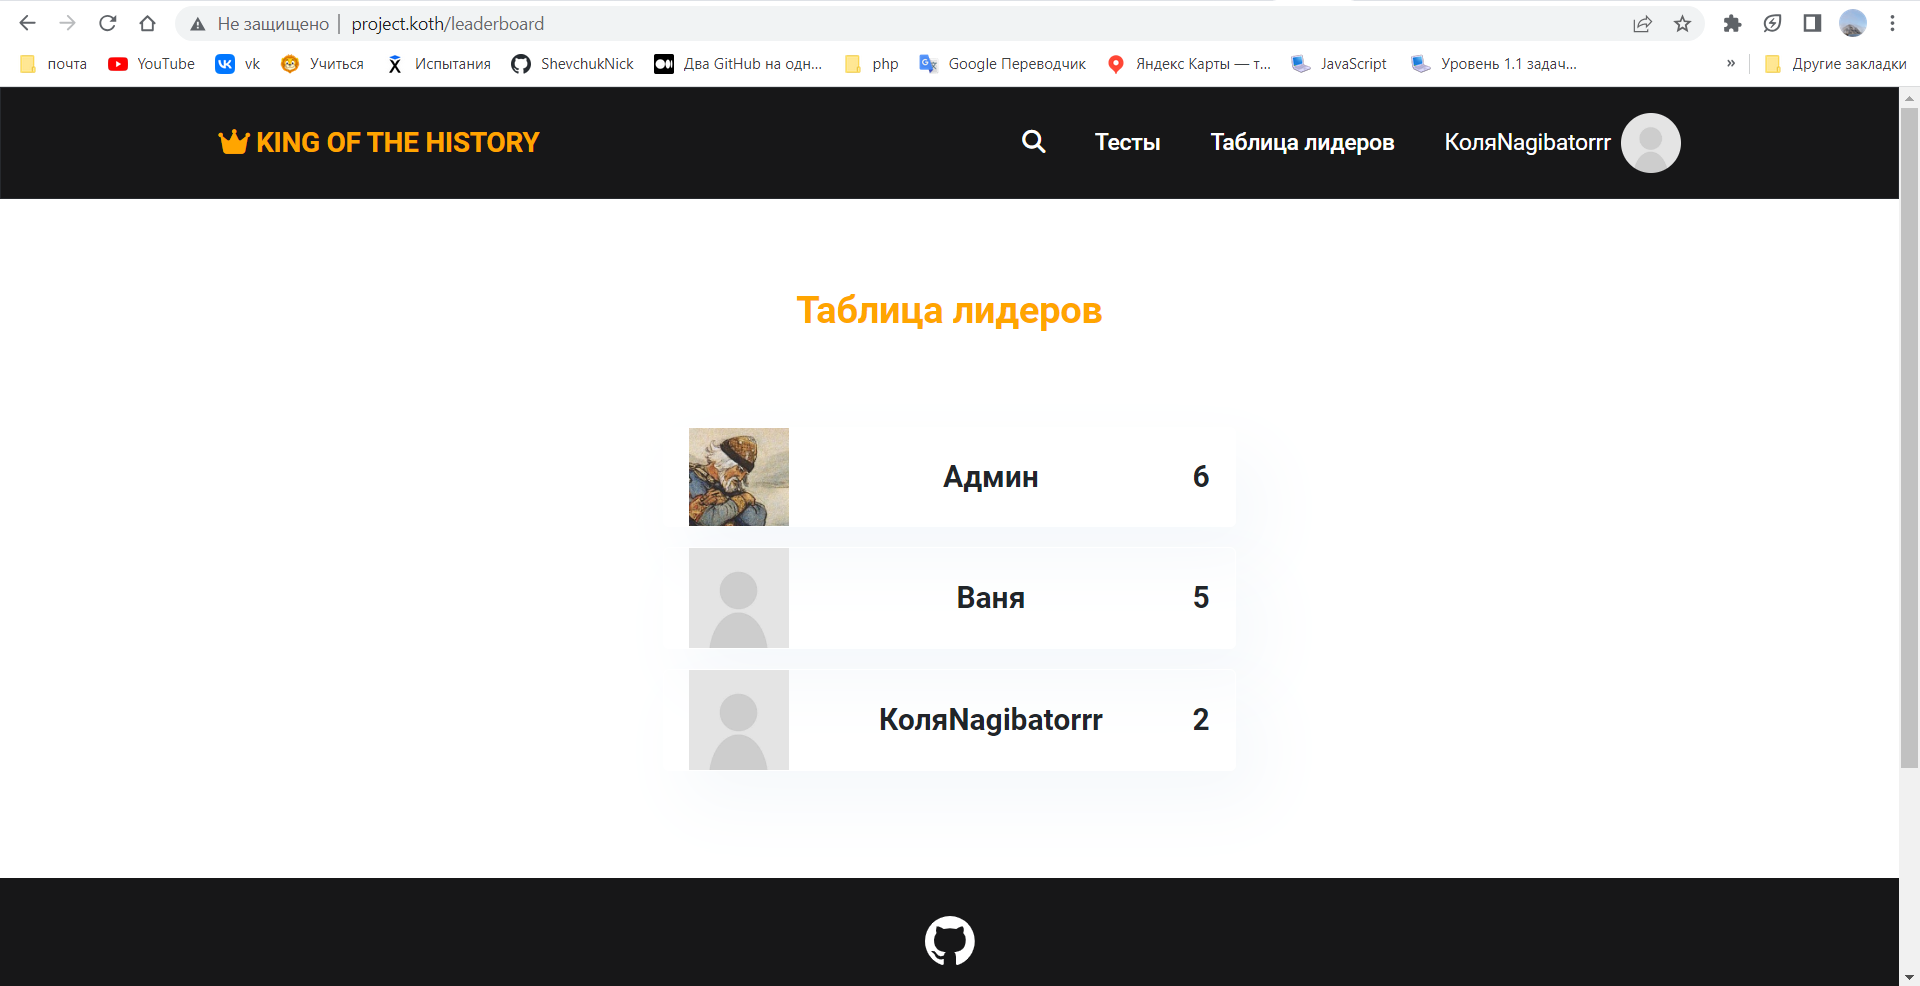 Не защищено | project.koth/leaderboard
почта YouTube vk Учиться Испытания ShevchukNick Два GitHub на одн... php Google Переводчик Яндекс Карты — т... JavaScript Уровень 1.1 задач... » Другие закладки
KING OF THE HISTORY Тесты Таблица лидеров КоляNagibatorrr
Таблица лидеров
Админ 6
Ваня 5
КоляNagibatorrr 2